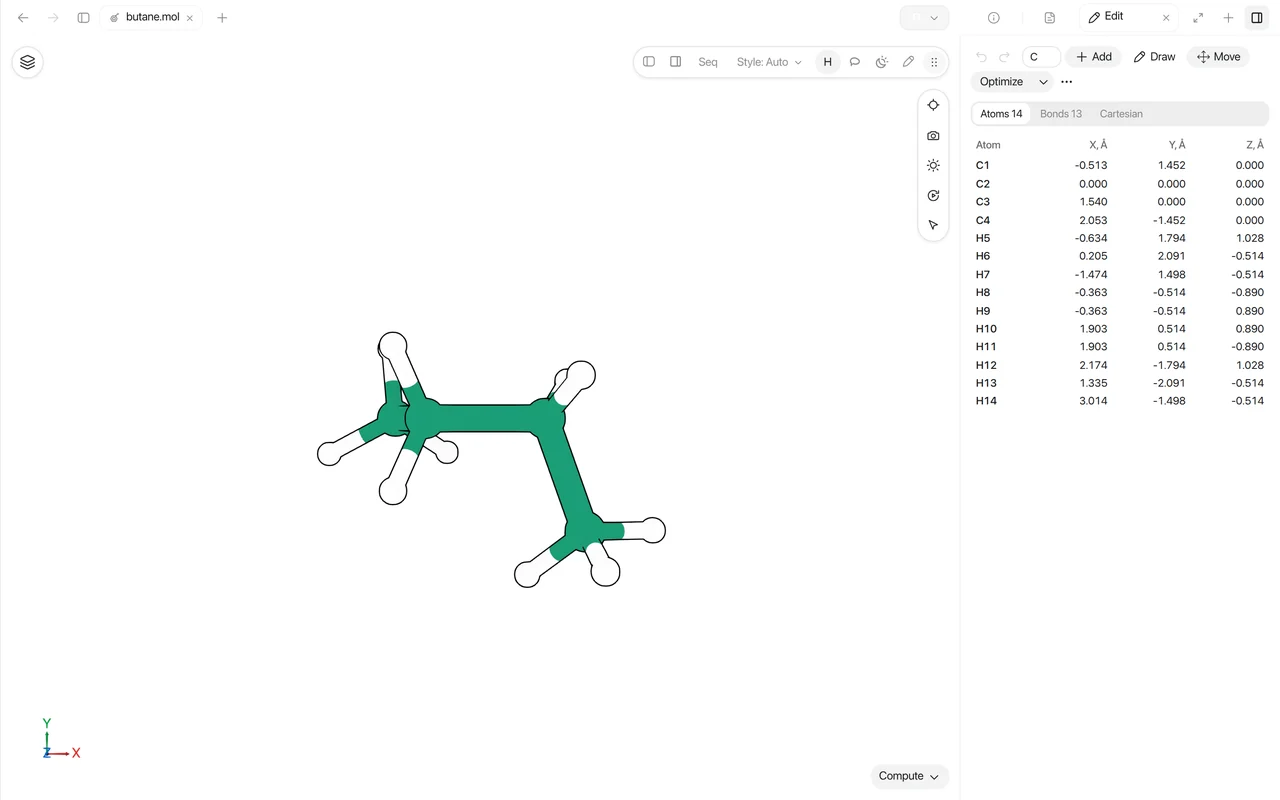 butane.mol
Edit
Seq Style: Auto H
C Add Draw Move
Optimize
Atoms 14 Bonds 13 Cartesian
Atom X, Å Y, Å Z, Å
C1 -0.513 1.452 0.000
C2 0.000 0.000 0.000
C3 1.540 0.000 0.000
C4 2.053 -1.452 0.000
H5 -0.634 1.794 1.028
H6 0.205 2.091 -0.514
H7 -1.474 1.498 -0.514
H8 -0.363 -0.514 -0.890
H9 -0.363 -0.514 0.890
H10 1.903 0.514 0.890
H11 1.903 0.514 -0.890
H12 2.174 -1.794 1.028
H13 1.335 -2.091 -0.514
H14 3.014 -1.498 -0.514
Y
Z X
Compute